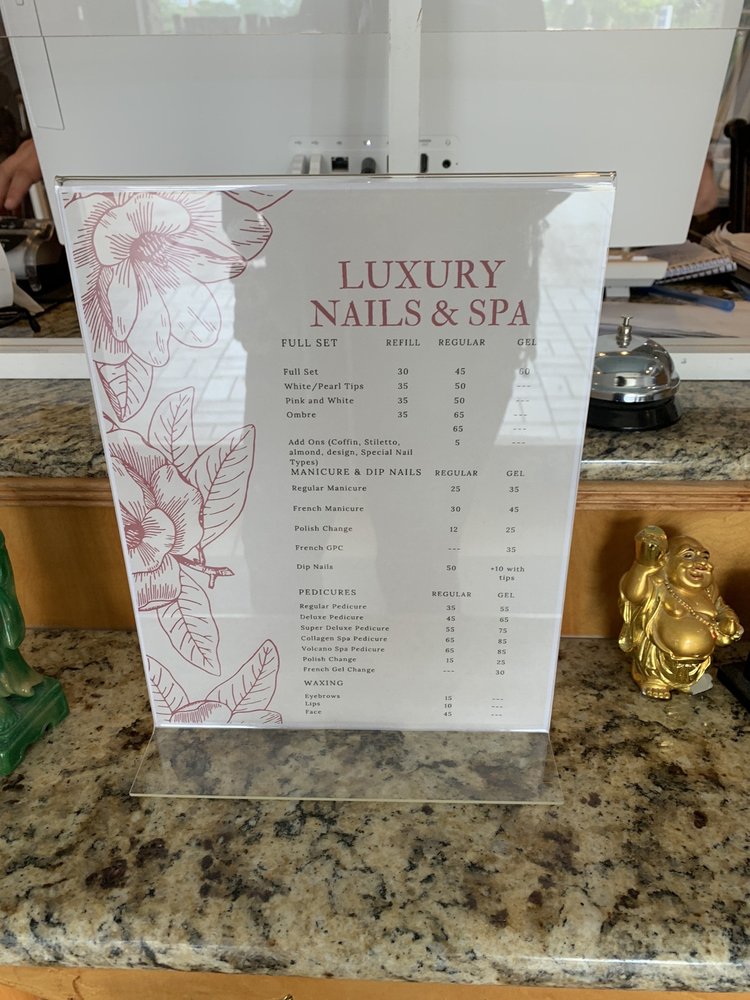 LUXURY
NAILS & SPA
FULL SET REFILL REGULAR GEL
Full Set 30 45 60
White/Pearl Tips 35 50 ---
Pink and White 35 50 ---
Ombre 35 65 ---
65 ---
Add Ons (Coffin, Stiletto, 5 ---
almond, design, Special Nail
Types)
MANICURE & DIP NAILS REGULAR GEL
Regular Manicure 25 35
French Manicure 30 45
Polish Change 12 25
French GPC --- 35
Dip Nails 50 +10 with
tips
PEDICURES REGULAR GEL
Regular Pedicure 35 55
Deluxe Pedicure 45 65
Super Deluxe Pedicure 55 75
Collagen Spa Pedicure 65 85
Volcano Spa Pedicure 65 85
Polish Change 15 25
French Gel Change --- 30
WAXING
Eyebrows 15 ---
Lips 10 ---
Face 45 ---